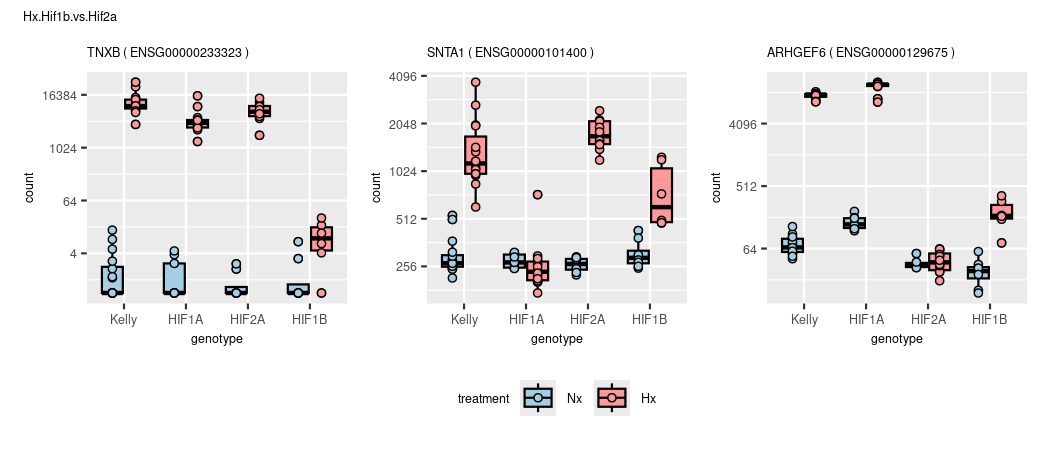 Hx.Hif1b.vs.Hif2a
TNXB ( ENSG00000233323 )
16384
1024
64
4
count
Kelly HIF1A HIF2A HIF1B
genotype
SNTA1 ( ENSG00000101400 )
4096
2048
1024
512
256
count
Kelly HIF1A HIF2A HIF1B
genotype
ARHGEF6 ( ENSG00000129675 )
4096
512
64
count
Kelly HIF1A HIF2A HIF1B
genotype
treatment Nx Hx